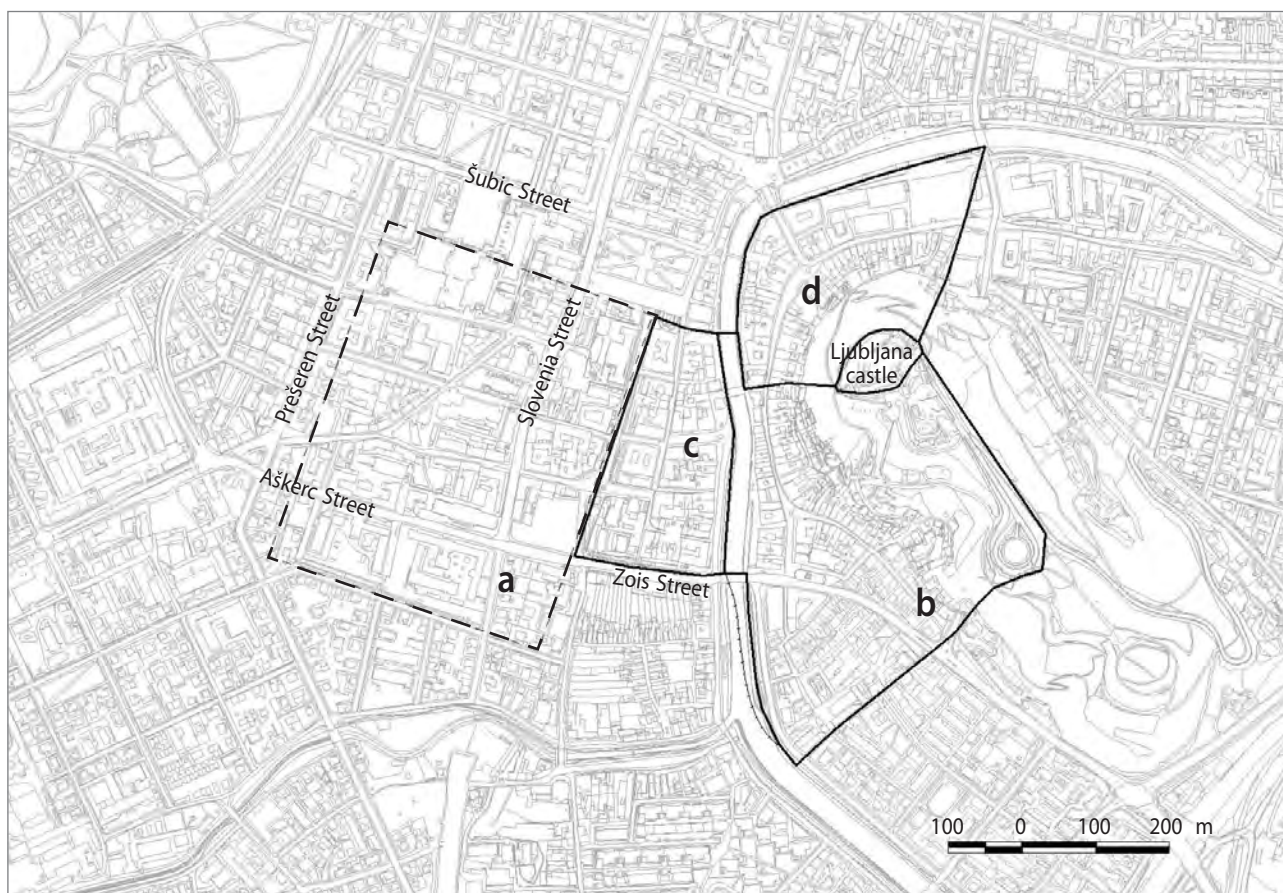 Šubic Street
Prešeren Street
Slovenia Street
Aškerc Street
Zois Street
Ljubljana
castle
a
b
c
d
100 0 100 200 m